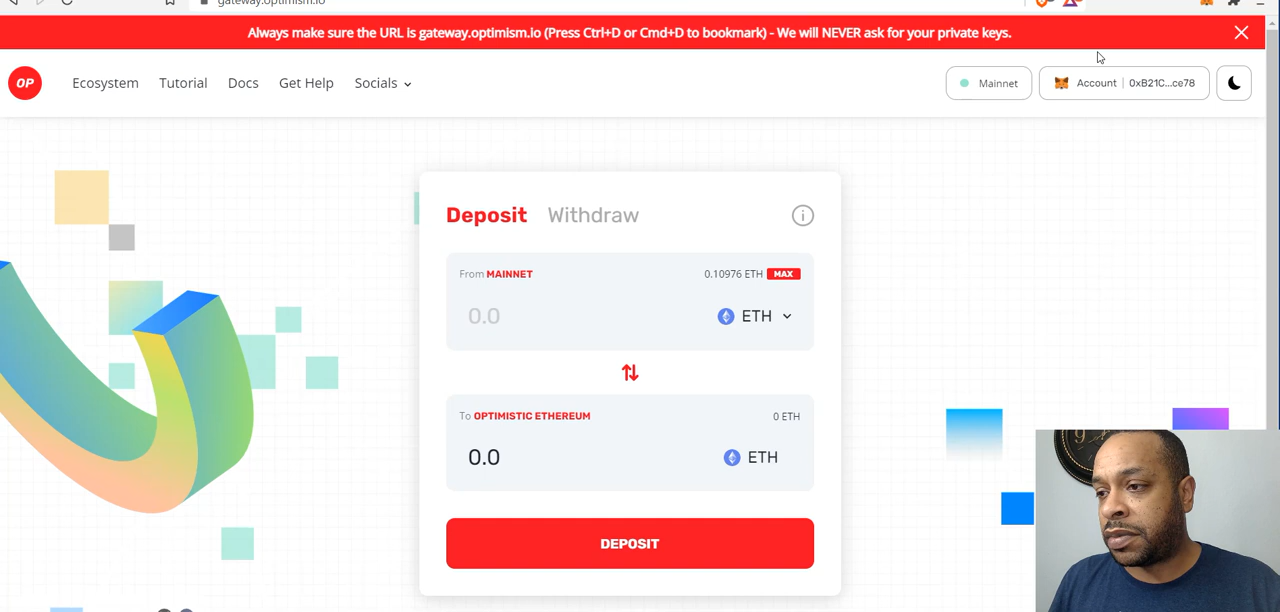 gateway.optimism.io
Always make sure the URL is gateway.optimism.io (Press Ctrl+D or Cmd+D to bookmark) - We will NEVER ask for your private keys.
OP Ecosystem Tutorial Docs Get Help Socials Mainnet Account 0xB21C...ce78
Deposit Withdraw
From MAINNET 0.10976 ETH MAX
0.0 ETH
To OPTIMISTIC ETHEREUM 0 ETH
0.0 ETH
DEPOSIT